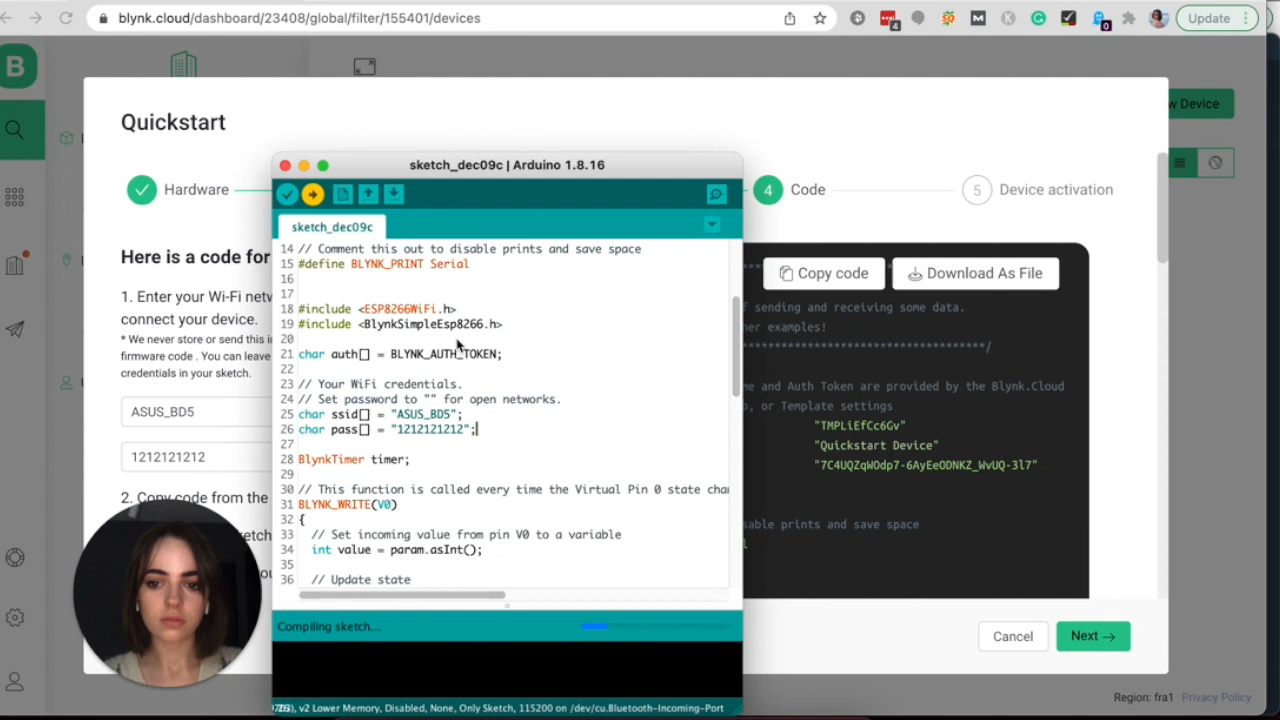 blynk.cloud/dashboard/23408/global/filter/155401/devices
4
M
K
0
Update
B
w Device
Quickstart
Hardware
4
Code
5
Device activation
sketch_dec09c | Arduino 1.8.16
sketch_dec09c
14 // Comment this out to disable prints and save space
15 #define BLYNK_PRINT Serial
16
17
18 #include <ESP8266WiFi.h>
19 #include <BlynkSimpleEsp8266.h>
20
21 char auth[] = BLYNK_AUTH_TOKEN;
22
23 // Your WiFi credentials.
24 // Set password to "" for open networks.
25 char ssid[] = "ASUS_BD5";
26 char pass[] = "1212121212";
27
28 BlynkTimer timer;
29
30 // This function is called every time the Virtual Pin 0 state cha
31 BLYNK_WRITE(V0)
32 {
33 // Set incoming value from pin V0 to a variable
34 int value = param.asInt();
35
36 // Update state
Compiling sketch...
, v2 Lower Memory, Disabled, None, Only Sketch, 115200 on /dev/cu.Bluetooth-Incoming-Port
Here is a code for
1. Enter your Wi-Fi netw
connect your device.
* We never store or send this in
firmware code . You can leave
credentials in your sketch.
ASUS_BD5
1212121212
2. Copy code from the
Copy code
Download As File
f sending and receiving some data.
her examples!
*************************************/
me and Auth Token are provided by the Blynk.Cloud
o, or Template settings
"TMPLiEfCc6Gv"
"Quickstart Device"
"7C4UQZqWOdp7-6AyEeODNKZ_WvUQ-3l7"
sable prints and save space
Cancel
Next →
Region: fra1 Privacy Policy